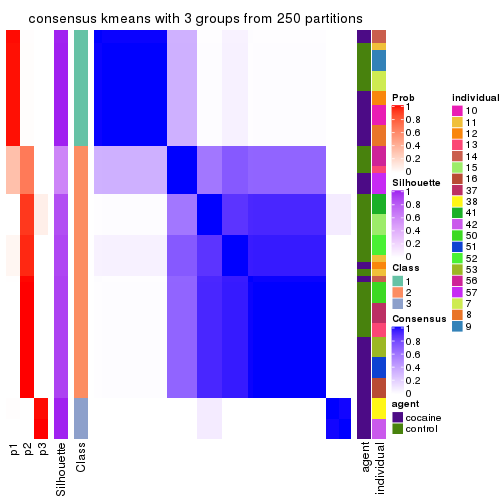 consensus kmeans with 3 groups from 250 partitions
p1
p2
p3
Silhouette
Class
agent
individual
Prob
1
0.8
0.6
0.4
0.2
0
Silhouette
1
0.8
0.6
0.4
0.2
0
Class
1
2
3
Consensus
1
0.8
0.6
0.4
0.2
0
agent
cocaine
control
individual
10
11
12
13
14
15
16
37
38
41
42
50
51
52
53
56
57
7
8
9